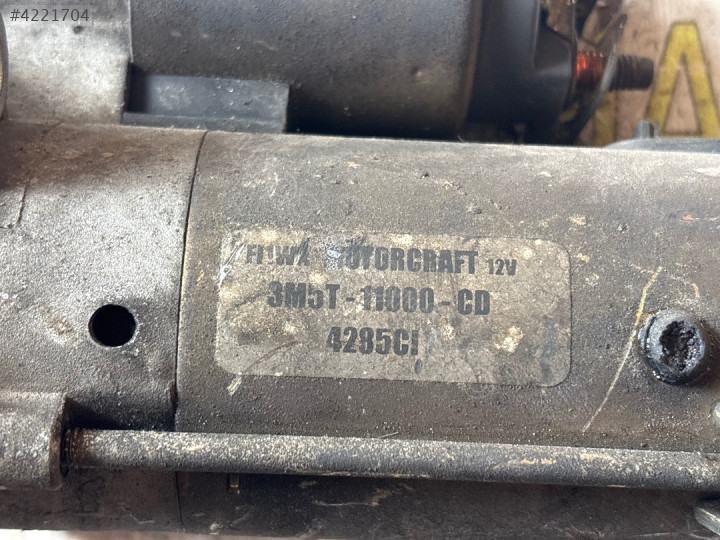 #4221704
MOTORCRAFT 12V
3M5T-11000-CD
4285CI